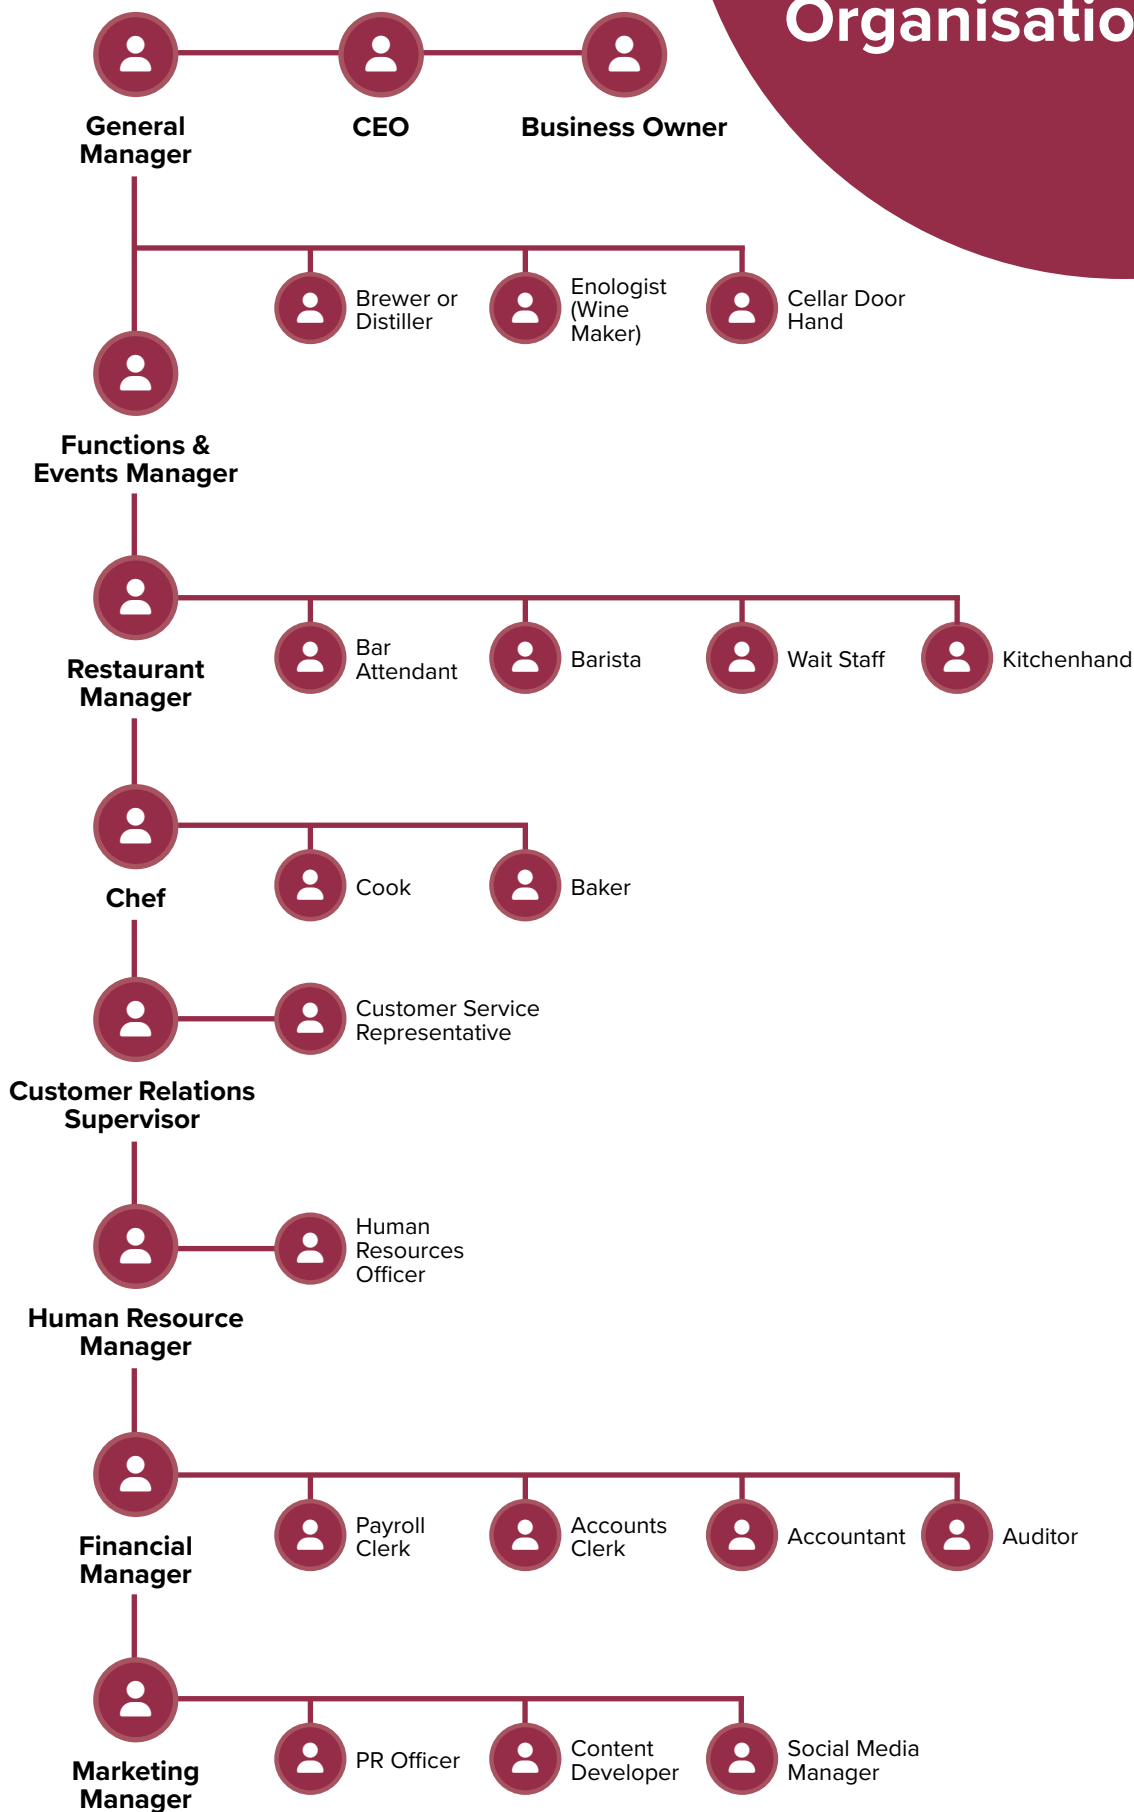 Organisatio
General
Manager
CEO
Business Owner
Brewer or
Distiller
Enologist
(Wine
Maker)
Cellar Door
Hand
Functions &
Events Manager
Restaurant
Manager
Bar
Attendant
Barista
Wait Staff
Kitchenhand
Chef
Cook
Baker
Customer Relations
Supervisor
Customer Service
Representative
Human Resource
Manager
Human
Resources
Officer
Financial
Manager
Payroll
Clerk
Accounts
Clerk
Accountant
Auditor
Marketing
Manager
PR Officer
Content
Developer
Social Media
Manager